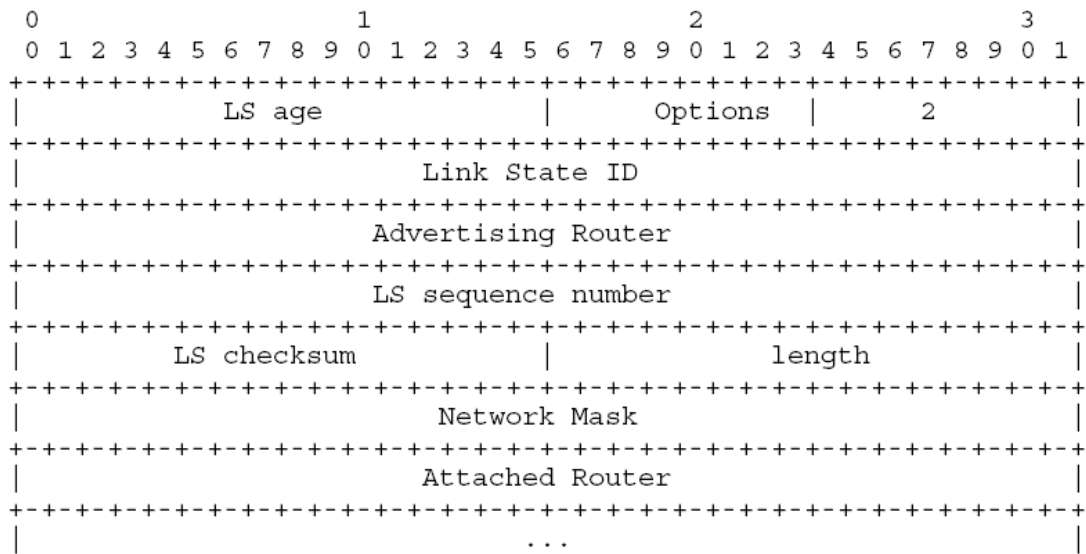 0                   1                   2                   3
0 1 2 3 4 5 6 7 8 9 0 1 2 3 4 5 6 7 8 9 0 1 2 3 4 5 6 7 8 9 0 1
+-+-+-+-+-+-+-+-+-+-+-+-+-+-+-+-+-+-+-+-+-+-+-+-+-+-+-+-+-+-+-+-+
| LS age | Options | 2 |
+-+-+-+-+-+-+-+-+-+-+-+-+-+-+-+-+-+-+-+-+-+-+-+-+-+-+-+-+-+-+-+-+
| Link State ID |
+-+-+-+-+-+-+-+-+-+-+-+-+-+-+-+-+-+-+-+-+-+-+-+-+-+-+-+-+-+-+-+-+
| Advertising Router |
+-+-+-+-+-+-+-+-+-+-+-+-+-+-+-+-+-+-+-+-+-+-+-+-+-+-+-+-+-+-+-+-+
| LS sequence number |
+-+-+-+-+-+-+-+-+-+-+-+-+-+-+-+-+-+-+-+-+-+-+-+-+-+-+-+-+-+-+-+-+
| LS checksum | length |
+-+-+-+-+-+-+-+-+-+-+-+-+-+-+-+-+-+-+-+-+-+-+-+-+-+-+-+-+-+-+-+-+
| Network Mask |
+-+-+-+-+-+-+-+-+-+-+-+-+-+-+-+-+-+-+-+-+-+-+-+-+-+-+-+-+-+-+-+-+
| Attached Router |
+-+-+-+-+-+-+-+-+-+-+-+-+-+-+-+-+-+-+-+-+-+-+-+-+-+-+-+-+-+-+-+-+
| ... |